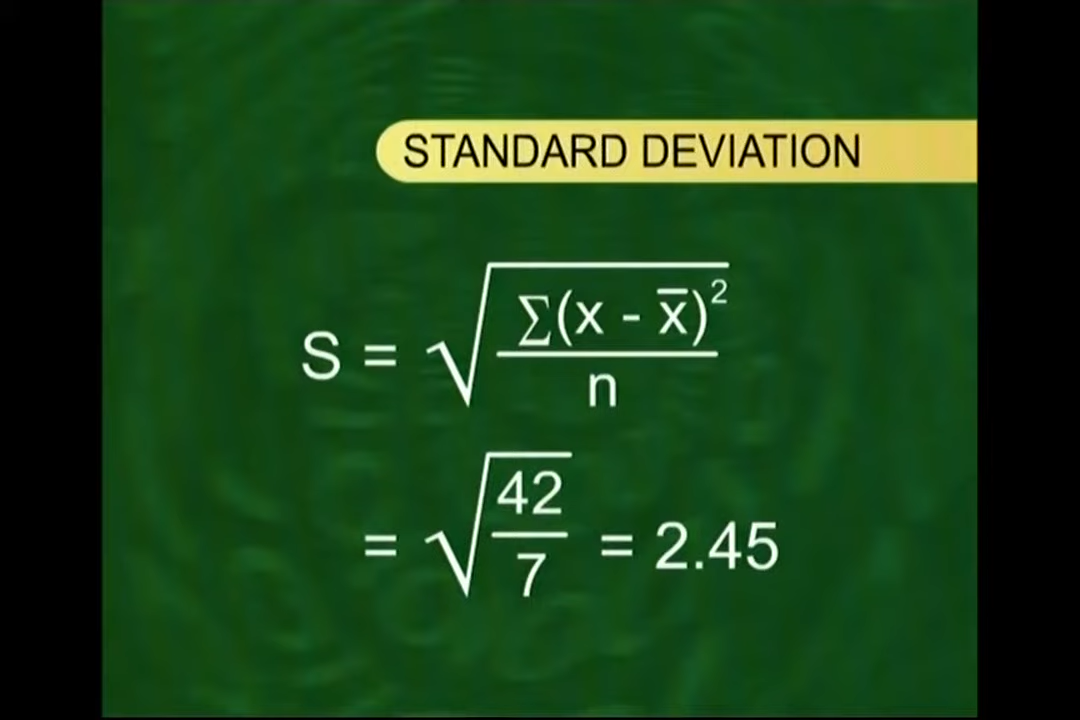 STANDARD DEVIATION
S = √(∑(x - x̄)² / n)
= √(42 / 7) = 2.45